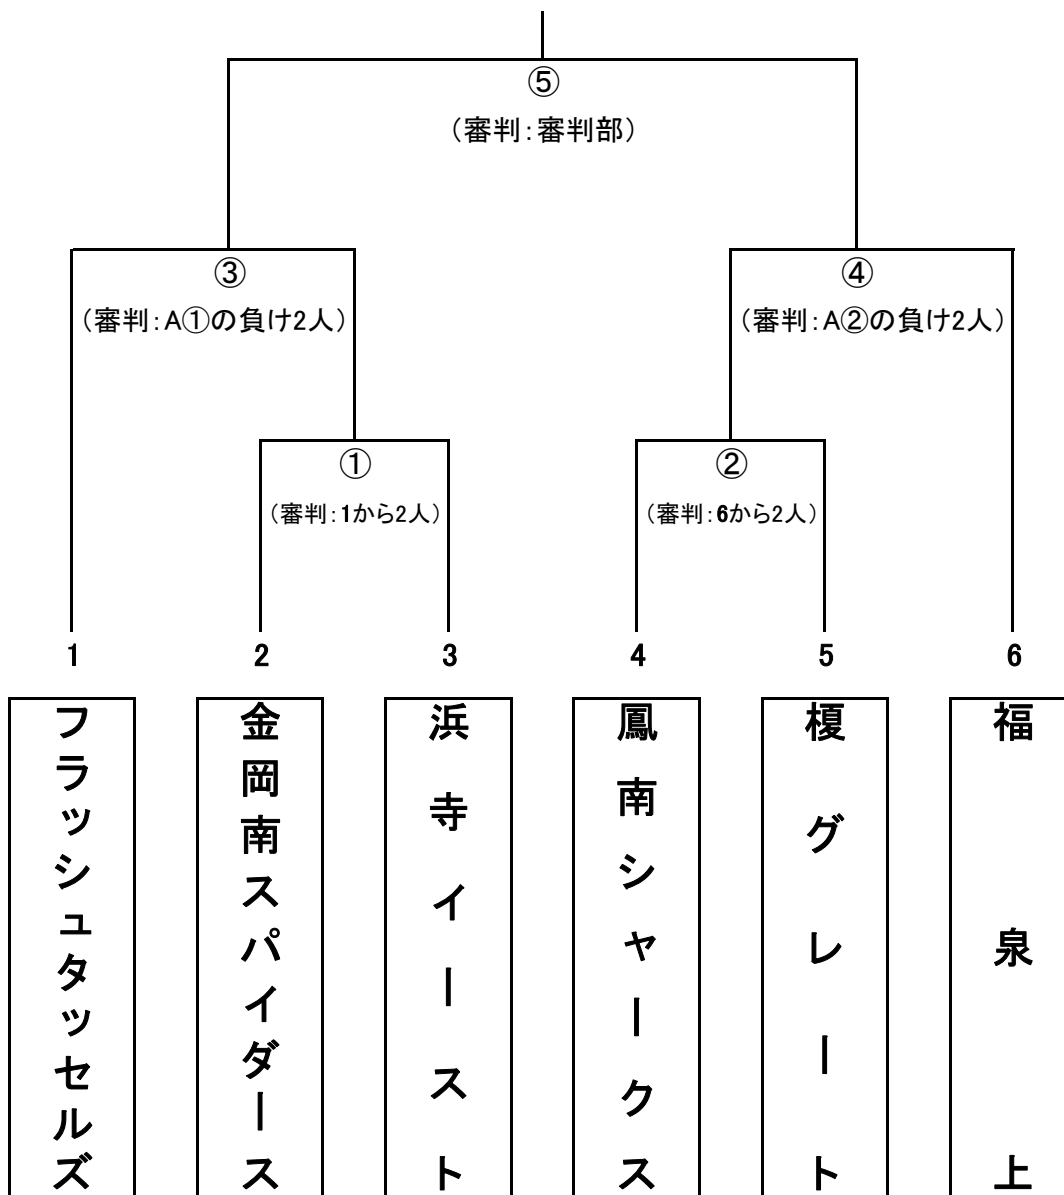 ⑤
（審判：審判部）
③
④
（審判：A①の負け2人）
（審判：A②の負け2人）
①
②
（審判：1から2人）
（審判：6から2人）
1
2
3
4
5
6
フラッシュタッセルズ
金岡南スパイダース
浜寺イースト
鳳南シャークス
榎グレート
福泉上